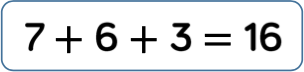 7 + 6 + 3 = 16